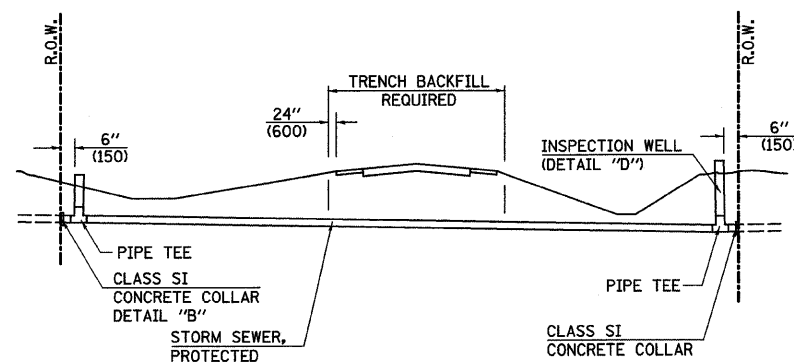 R.O.W.
R.O.W.
TRENCH BACKFILL
REQUIRED
24"
(600)
6"
(150)
6"
(150)
INSPECTION WELL
(DETAIL "D")
PIPE TEE
CLASS SI
CONCRETE COLLAR
DETAIL "B"
STORM SEWER,
PROTECTED
PIPE TEE
CLASS SI
CONCRETE COLLAR